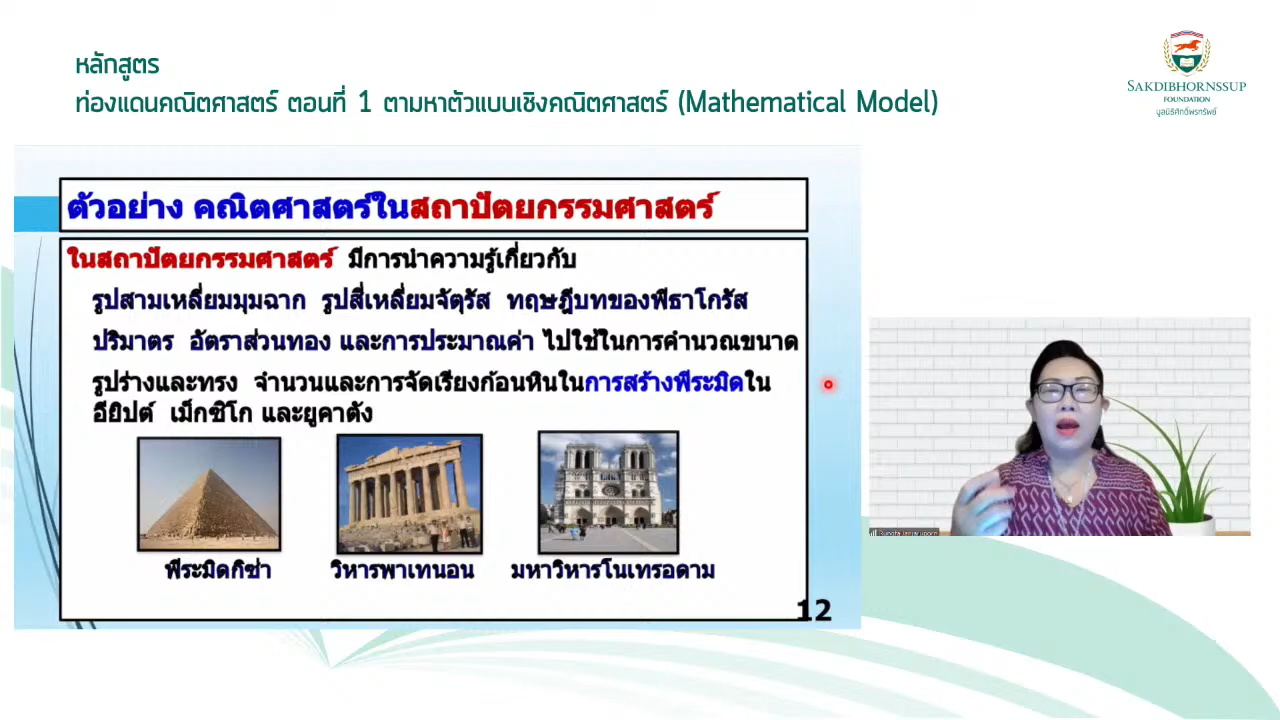 หลักสูตร
ท่องแดนคณิตศาสตร์ ตอนที่ 1 ตามหาตัวแบบเชิงคณิตศาสตร์ (Mathematical Model)
SAKDIBHORNSSUP
FOUNDATION
มูลนิธิศักดิ์พรทรัพย์
ตัวอย่าง คณิตศาสตร์ในสถาปัตยกรรมศาสตร์
ในสถาปัตยกรรมศาสตร์ มีการนำความรู้เกี่ยวกับ
รูปสามเหลี่ยมมุมฉาก รูปสี่เหลี่ยมจัตุรัส ทฤษฎีบทของพีธาโกรัส
ปริมาตร อัตราส่วนทอง และการประมาณค่า ไปใช้ในการคำนวณขนาด
รูปร่างและทรง จำนวนและการจัดเรียงก้อนหินในการสร้างพีระมิดใน
อียิปต์ เม็กซิโก และยูคาตัง
พีระมิดกิซ่า
วิหารพาเทนอน
มหาวิหารโนเทรอดาม
12